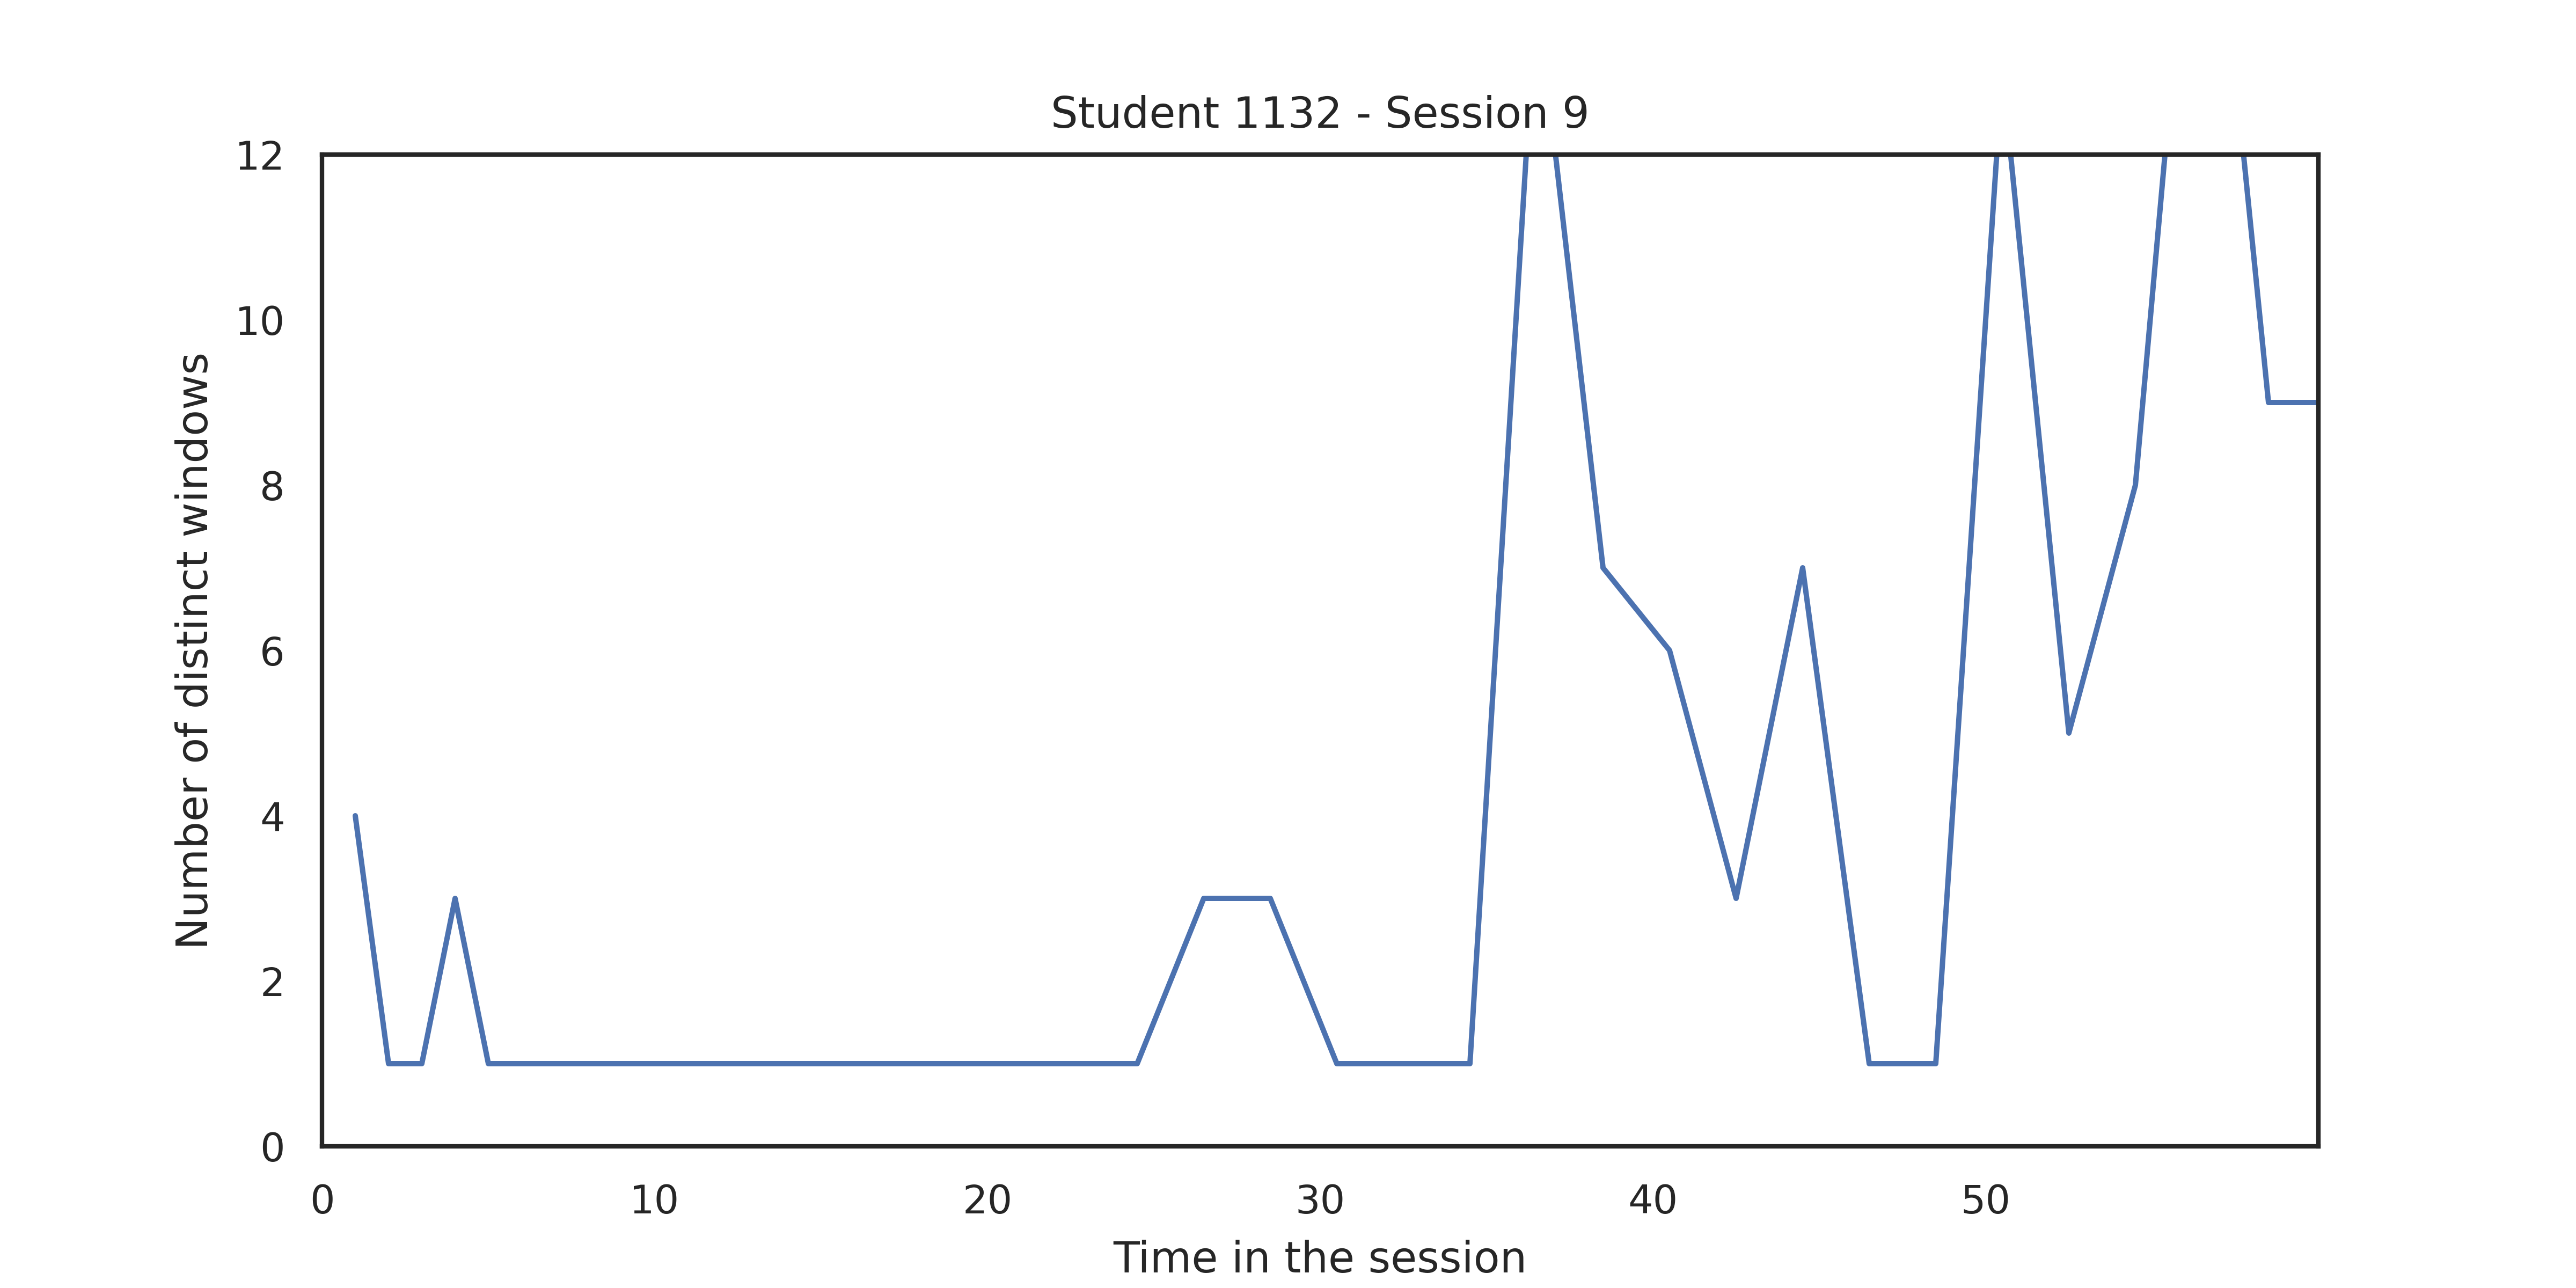 Student 1132 - Session 9
12
10
8
6
4
2
0
Number of distinct windows
0 10 20 30 40 50
Time in the session